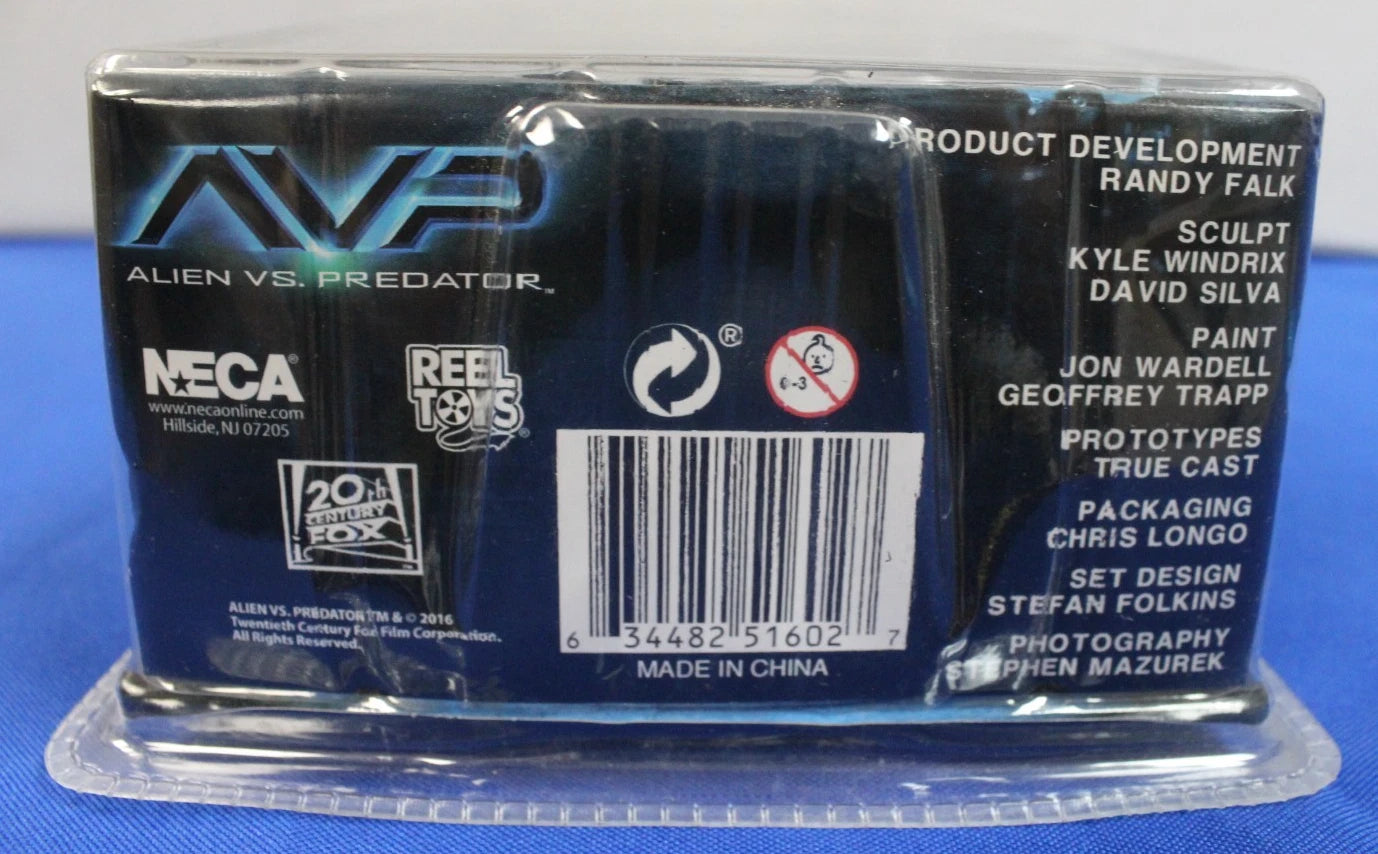 AVP
ALIEN VS. PREDATOR™
NECA®
www.necaonline.com
Hillside, NJ 07205
REEL
TOYS®
20th
CENTURY
FOX
™
ALIEN VS. PREDATOR TM & © 2016
Twentieth Century Fox Film Corporation.
All Rights Reserved.
®
0-3
6 34482 51602 7
MADE IN CHINA
PRODUCT DEVELOPMENT
RANDY FALK
SCULPT
KYLE WINDRIX
DAVID SILVA
PAINT
JON WARDELL
GEOFFREY TRAPP
PROTOTYPES
TRUE CAST
PACKAGING
CHRIS LONGO
SET DESIGN
STEFAN FOLKINS
PHOTOGRAPHY
STEPHEN MAZUREK